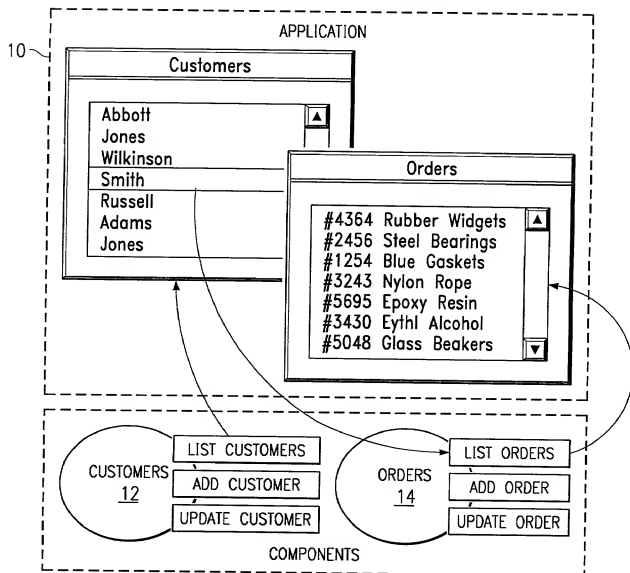 APPLICATION
10
Customers
Abbott
Jones
Wilkinson
Smith
Russell
Adams
Jones
Orders
#4364 Rubber Widgets
#2456 Steel Bearings
#1254 Blue Gaskets
#3243 Nylon Rope
#5695 Epoxy Resin
#3430 Eythl Alcohol
#5048 Glass Beakers
CUSTOMERS
12
LIST CUSTOMERS
ADD CUSTOMER
UPDATE CUSTOMER
ORDERS
14
LIST ORDERS
ADD ORDER
UPDATE ORDER
COMPONENTS